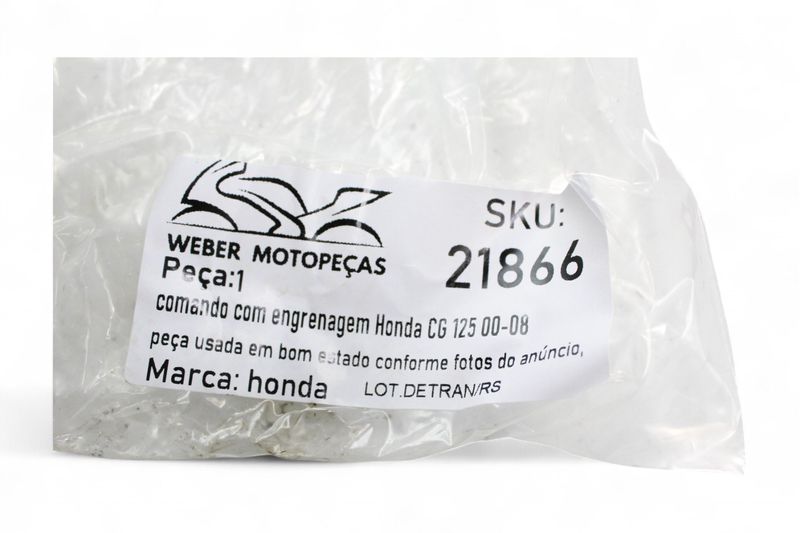 WEBER MOTOPEÇAS
SKU:
21866
Peça:1
comando com engrenagem Honda CG 125 00-08
peça usada em bom estado conforme fotos do anúncio,
Marca: honda
LOT.DETRAN/RS